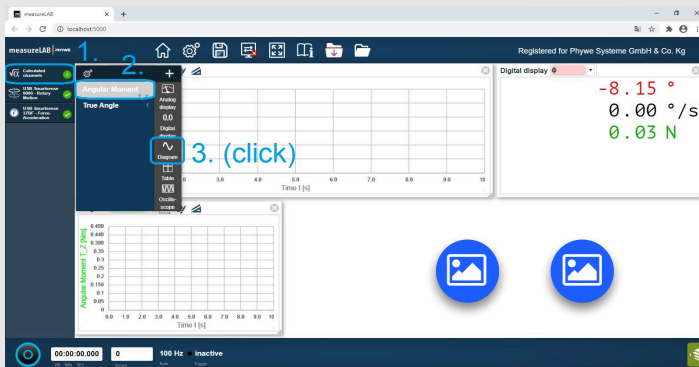 measureLAB
localhost:5000
measureLAB PHYWE
1.
Registered for Phywe Systeme GmbH & Co. Kg
Calculated channels
2.
USB Smartsense 0090 - Rotary Motion
USB Smartsense 370F - Force-Acceleration
Angular Moment
True Angle
Analog display
0.0
Digital display
Diagram
3. (click)
Table
Oscilloscope
3.0 4.0 5.0 6.0 7.0 8.0 9.0 10
Time t [s]
Digital display
-8.15 °
0.00 °/s
0.03 N
Angular Moment T_Z [Nm]
0.499
0.449
0.399
0.35
0.3
0.25
0.2
0.150
0.1
0.05
0
0.0 1.0 2.0 3.0 4.0 5.0 6.0 7.0 8.0 9.0 10
Time t [s]
00:00:00.000
0
100 Hz
inactive
Values
Rate
Trigger